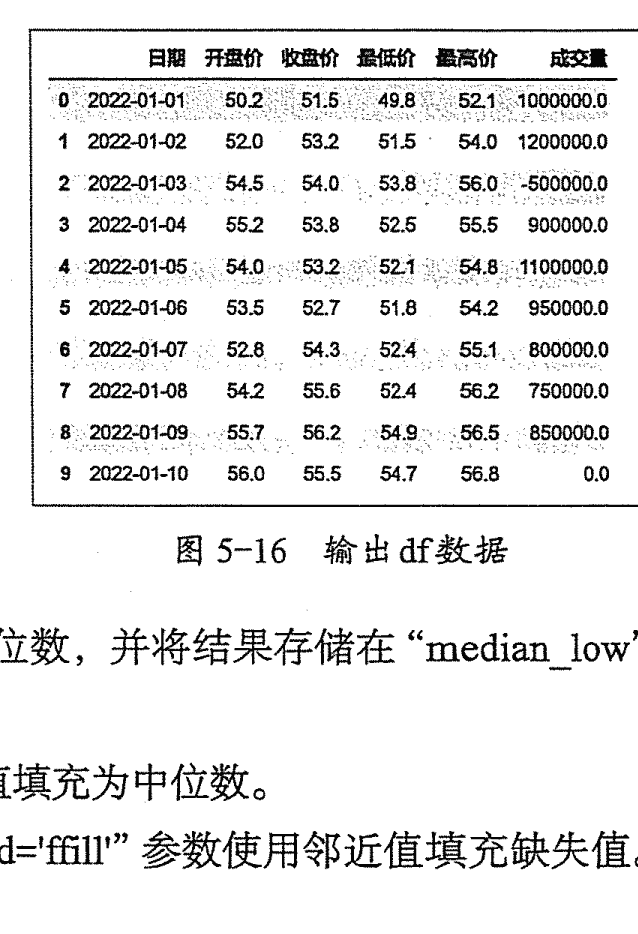 日期 开盘价 收盘价 最低价 最高价 成交量
0 2022-01-01 50.2 51.5 49.8 52.1 1000000.0
1 2022-01-02 52.0 53.2 51.5 54.0 1200000.0
2 2022-01-03 54.5 54.0 53.8 56.0 -500000.0
3 2022-01-04 55.2 53.8 52.5 55.5 900000.0
4 2022-01-05 54.0 53.2 52.1 54.8 1100000.0
5 2022-01-06 53.5 52.7 51.8 54.2 950000.0
6 2022-01-07 52.8 54.3 52.4 55.1 800000.0
7 2022-01-08 54.2 55.6 52.4 56.2 750000.0
8 2022-01-09 55.7 56.2 54.9 56.5 850000.0
9 2022-01-10 56.0 55.5 54.7 56.8 0.0
图 5-16 输出 df 数据
位数，并将结果存储在“median_low”
值填充为中位数。
d='ffill'”参数使用邻近值填充缺失值。